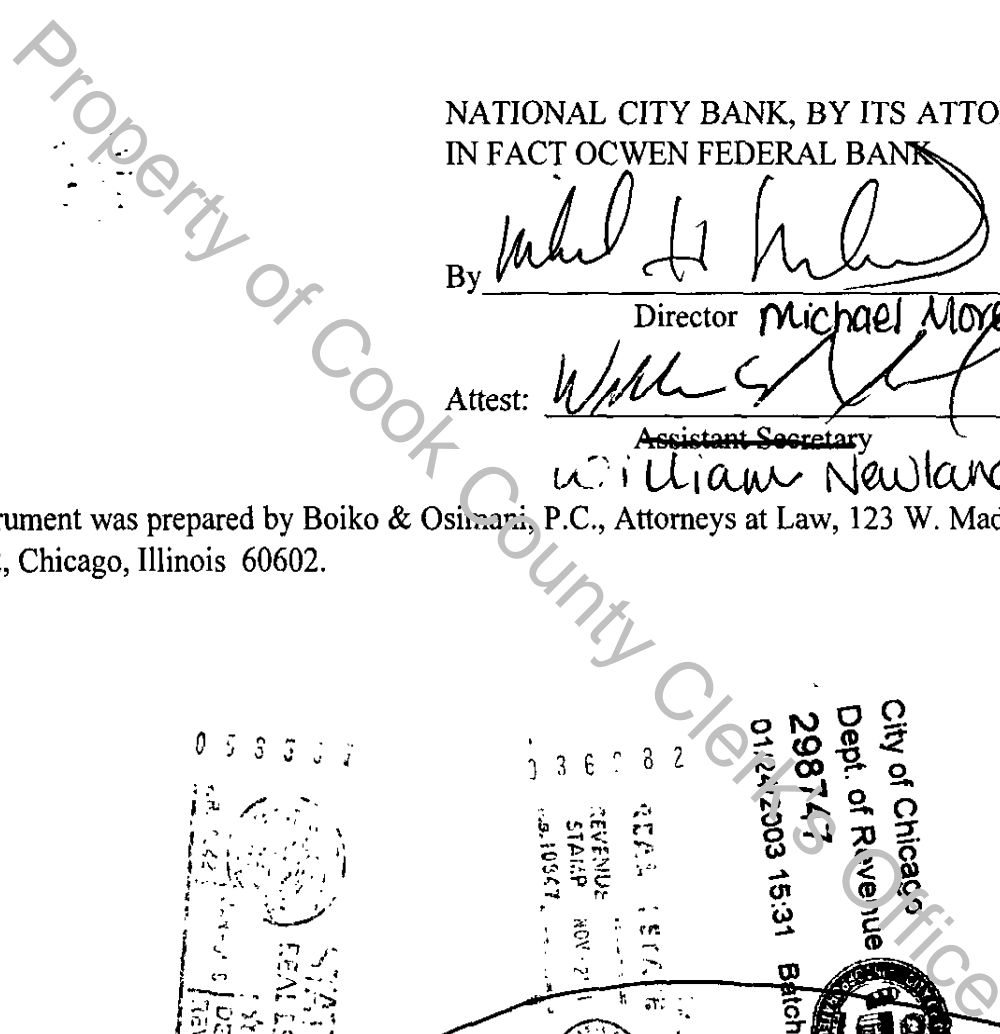 Property of Cook County Clerk's Office
NATIONAL CITY BANK, BY ITS ATTO
IN FACT OCWEN FEDERAL BANK
By
Director Michael More
Attest:
Assistant Secretary
William Newland
rument was prepared by Boiko & Osimani, P.C., Attorneys at Law, 123 W. Mad
, Chicago, Illinois 60602.
City of Chicago
Dept. of Revenue
298747
01/24/2003 15:31 Batch
REVENUE
STAMP NOV